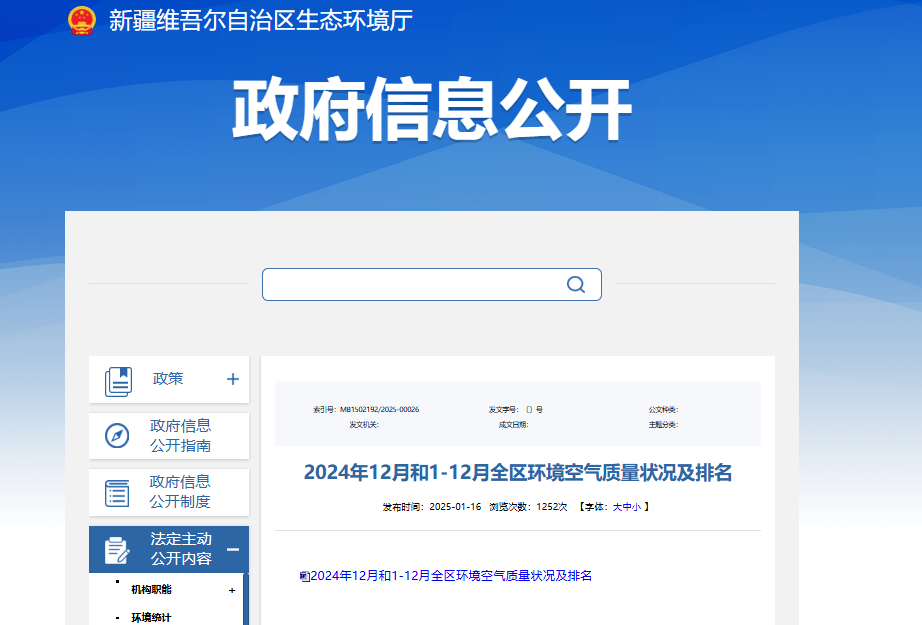 新疆维吾尔自治区生态环境厅
政府信息公开
政策 +
政府信息
公开指南
政府信息
公开制度
法定主动
公开内容 −
机构职能 +
环境统计
索引号: MB1502192/2025-00026 发文字号: 〔〕号 公文种类:
发文机关: 成文日期: 主题分类:
2024年12月和1-12月全区环境空气质量状况及排名
发布时间: 2025-01-16 浏览次数: 1252次 【字体: 大 中 小 】
2024年12月和1-12月全区环境空气质量状况及排名